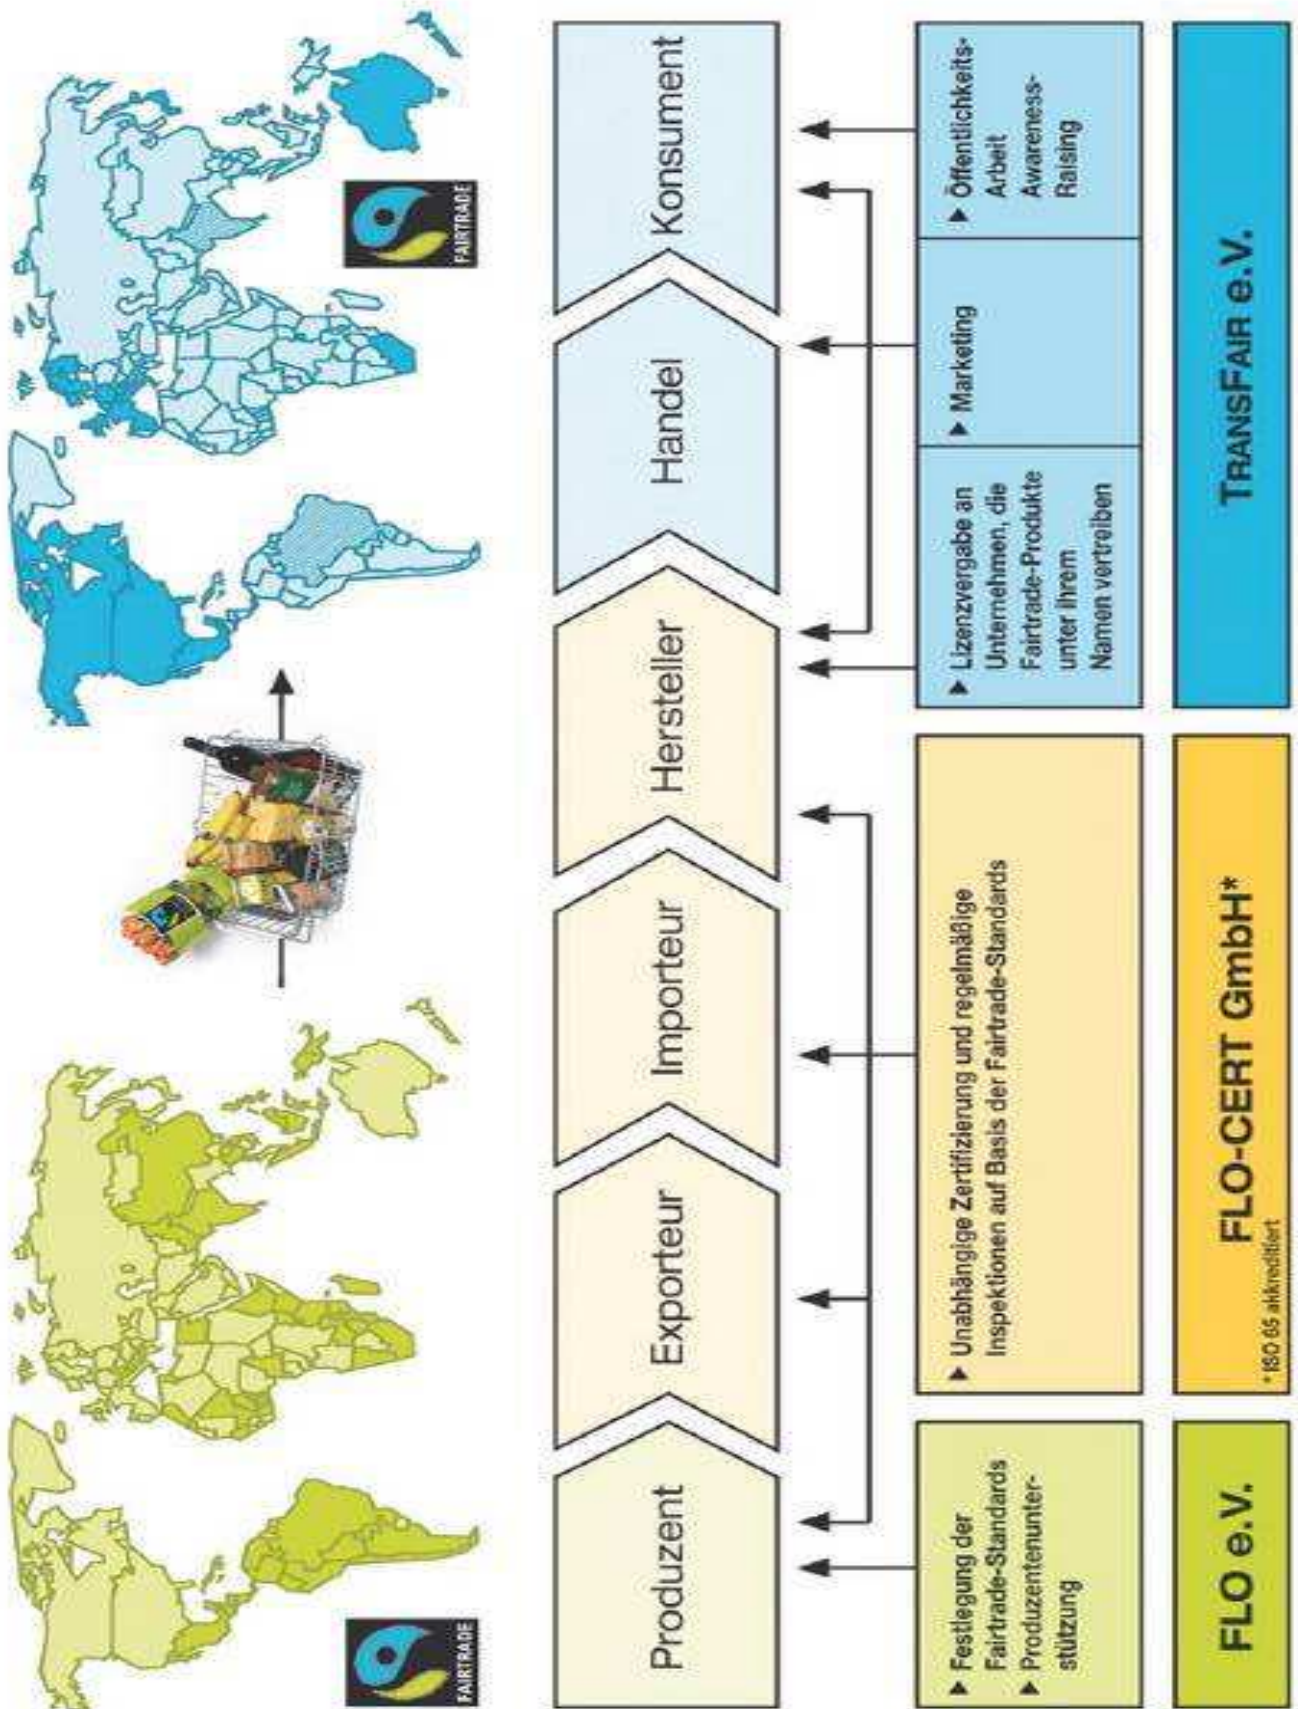 FAIRTRADE
FAIRTRADE
Produzent
Exporteur
Importeur
Hersteller
Handel
Konsument
▶ Festlegung der
Fairtrade-Standards
▶ Produzentenunter-
stützung
▶ Unabhängige Zertifizierung und regelmäßige
Inspektionen auf Basis der Fairtrade-Standards
▶ Lizenzvergabe an
Unternehmen, die
Fairtrade-Produkte
unter ihrem
Namen vertreiben
▶ Marketing
▶ Öffentlichkeits-
Arbeit
Awareness-
Raising
FLO e.V.
FLO-CERT GmbH*
* ISO 65 akkreditiert
TRANSFAIR e.V.